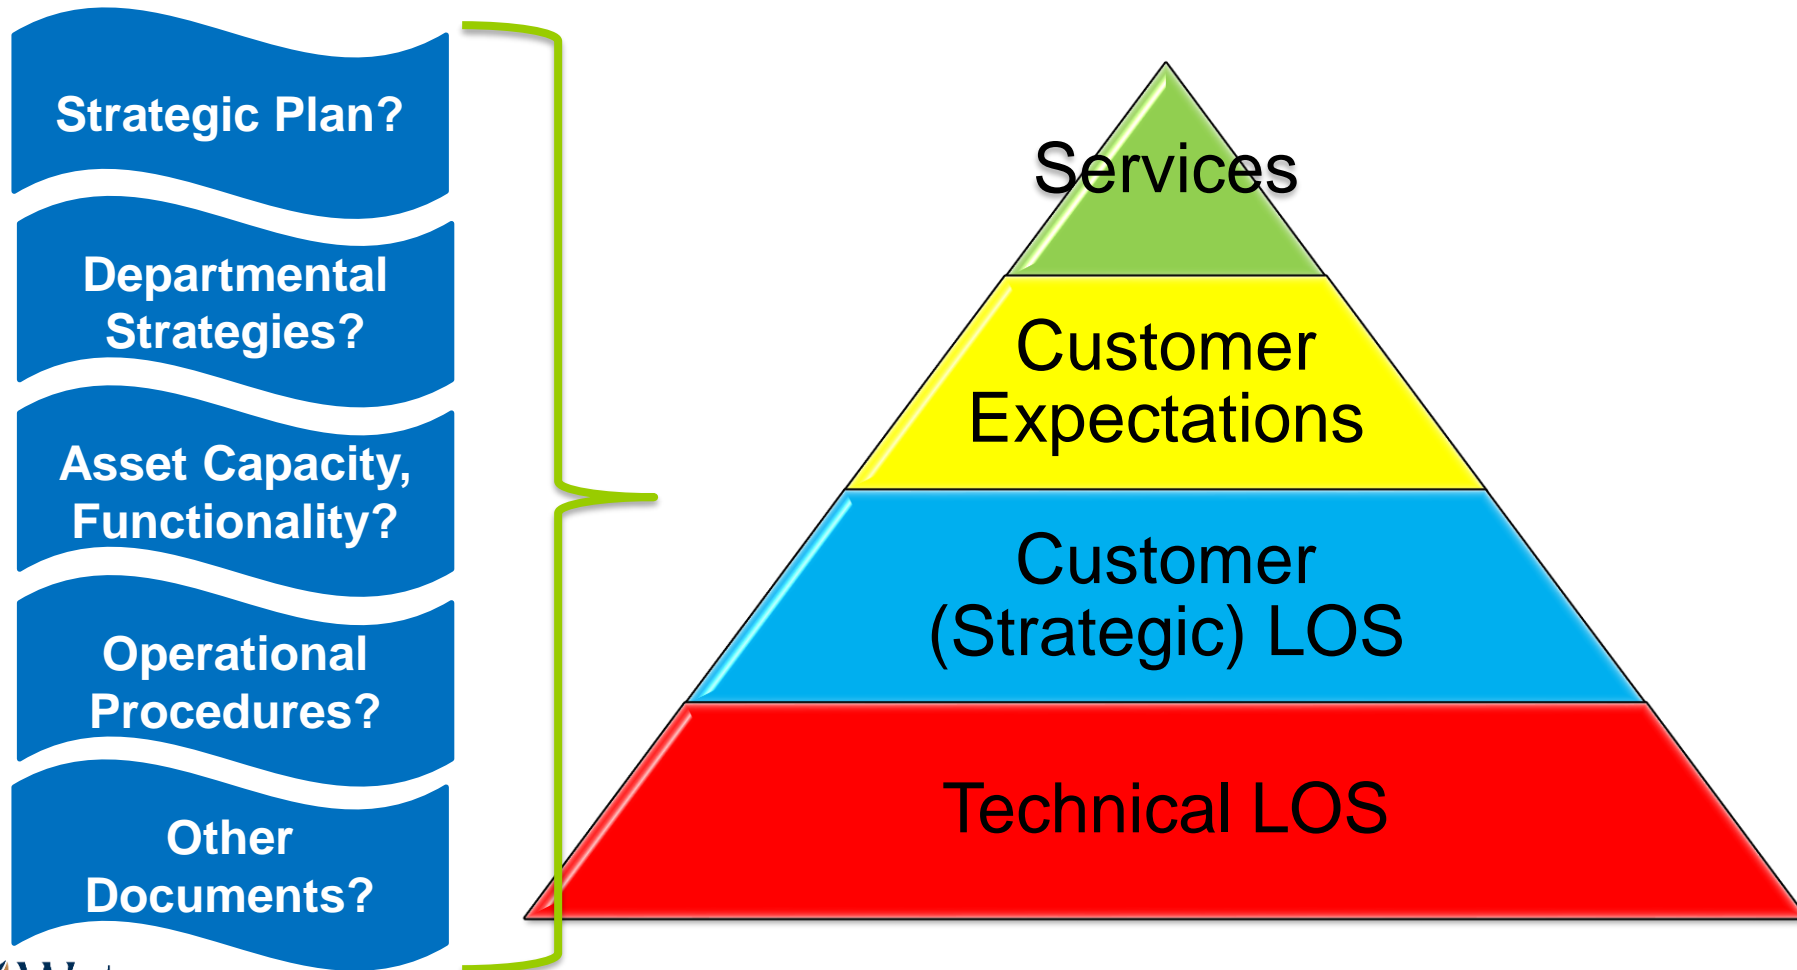 Strategic Plan?
Departmental
Strategies?
Asset Capacity,
Functionality?
Operational
Procedures?
Other
Documents?
Services
Customer
Expectations
Customer
(Strategic) LOS
Technical LOS